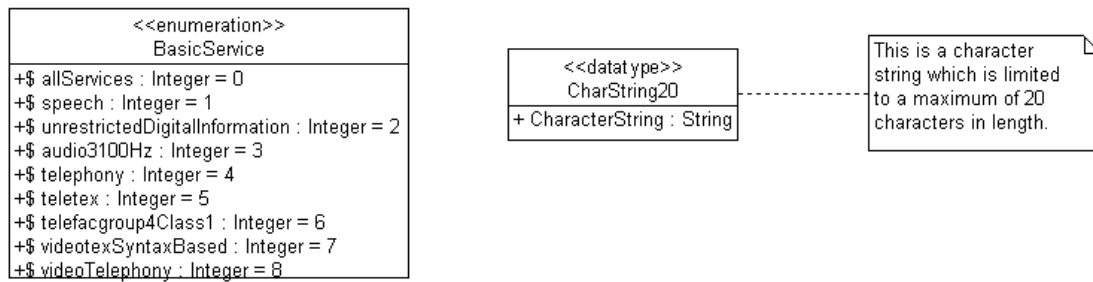 <<enumeration>>
BasicService
+$ allServices : Integer = 0
+$ speech : Integer = 1
+$ unrestrictedDigitalInformation : Integer = 2
+$ audio3100Hz : Integer = 3
+$ telephony : Integer = 4
+$ teletex : Integer = 5
+$ telefacgroup4Class1 : Integer = 6
+$ videotexSyntaxBased : Integer = 7
+$ videoTelephony : Integer = 8
<<datatype>>
CharString20
+ CharacterString : String
This is a character
string which is limited
to a maximum of 20
characters in length.